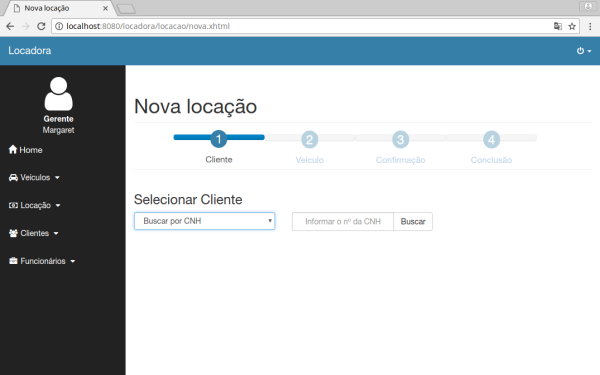 Nova locação
localhost:8080/locadora/locacao/nova.xhtml
Locadora
Gerente
Margaret
Home
Veículos
Locação
Clientes
Funcionários
Nova locação
1 2 3 4
Cliente Veículo Confirmação Conclusão
Selecionar Cliente
Buscar por CNH Informar o nº da CNH Buscar